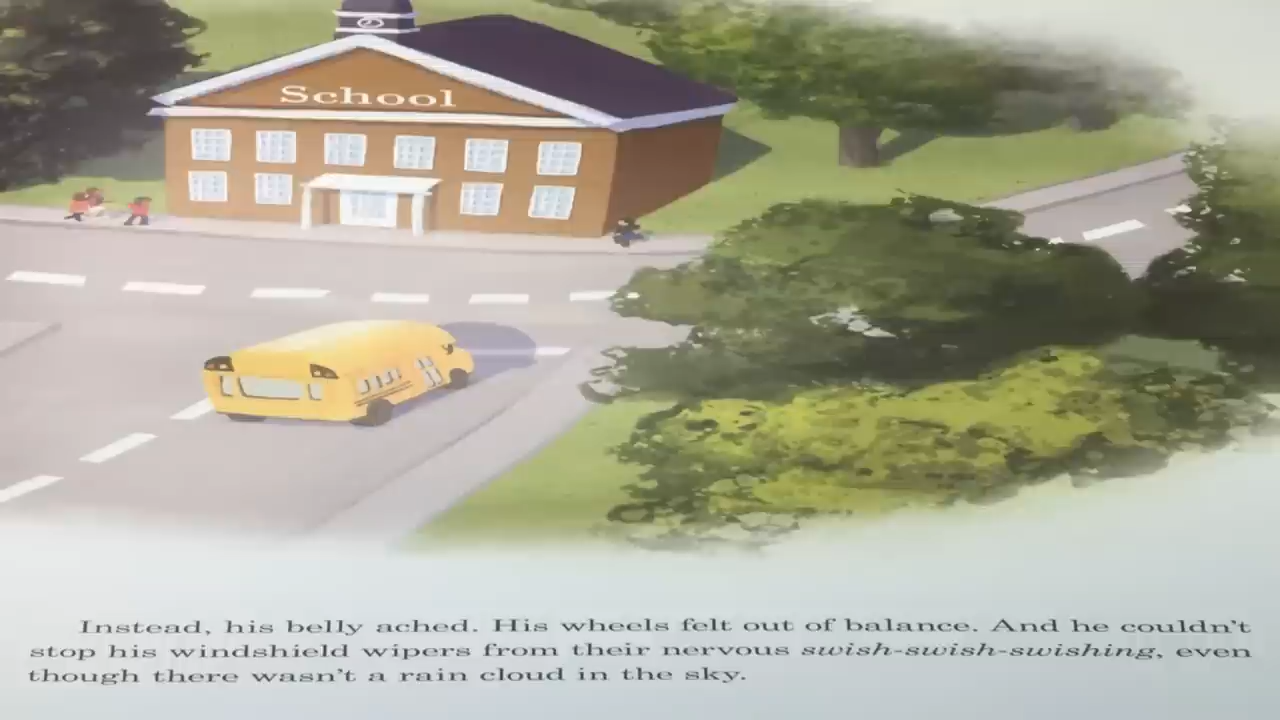 School
Instead, his belly ached. His wheels felt out of balance. And he couldn't
stop his windshield wipers from their nervous swish-swish-swishing, even
though there wasn't a rain cloud in the sky.